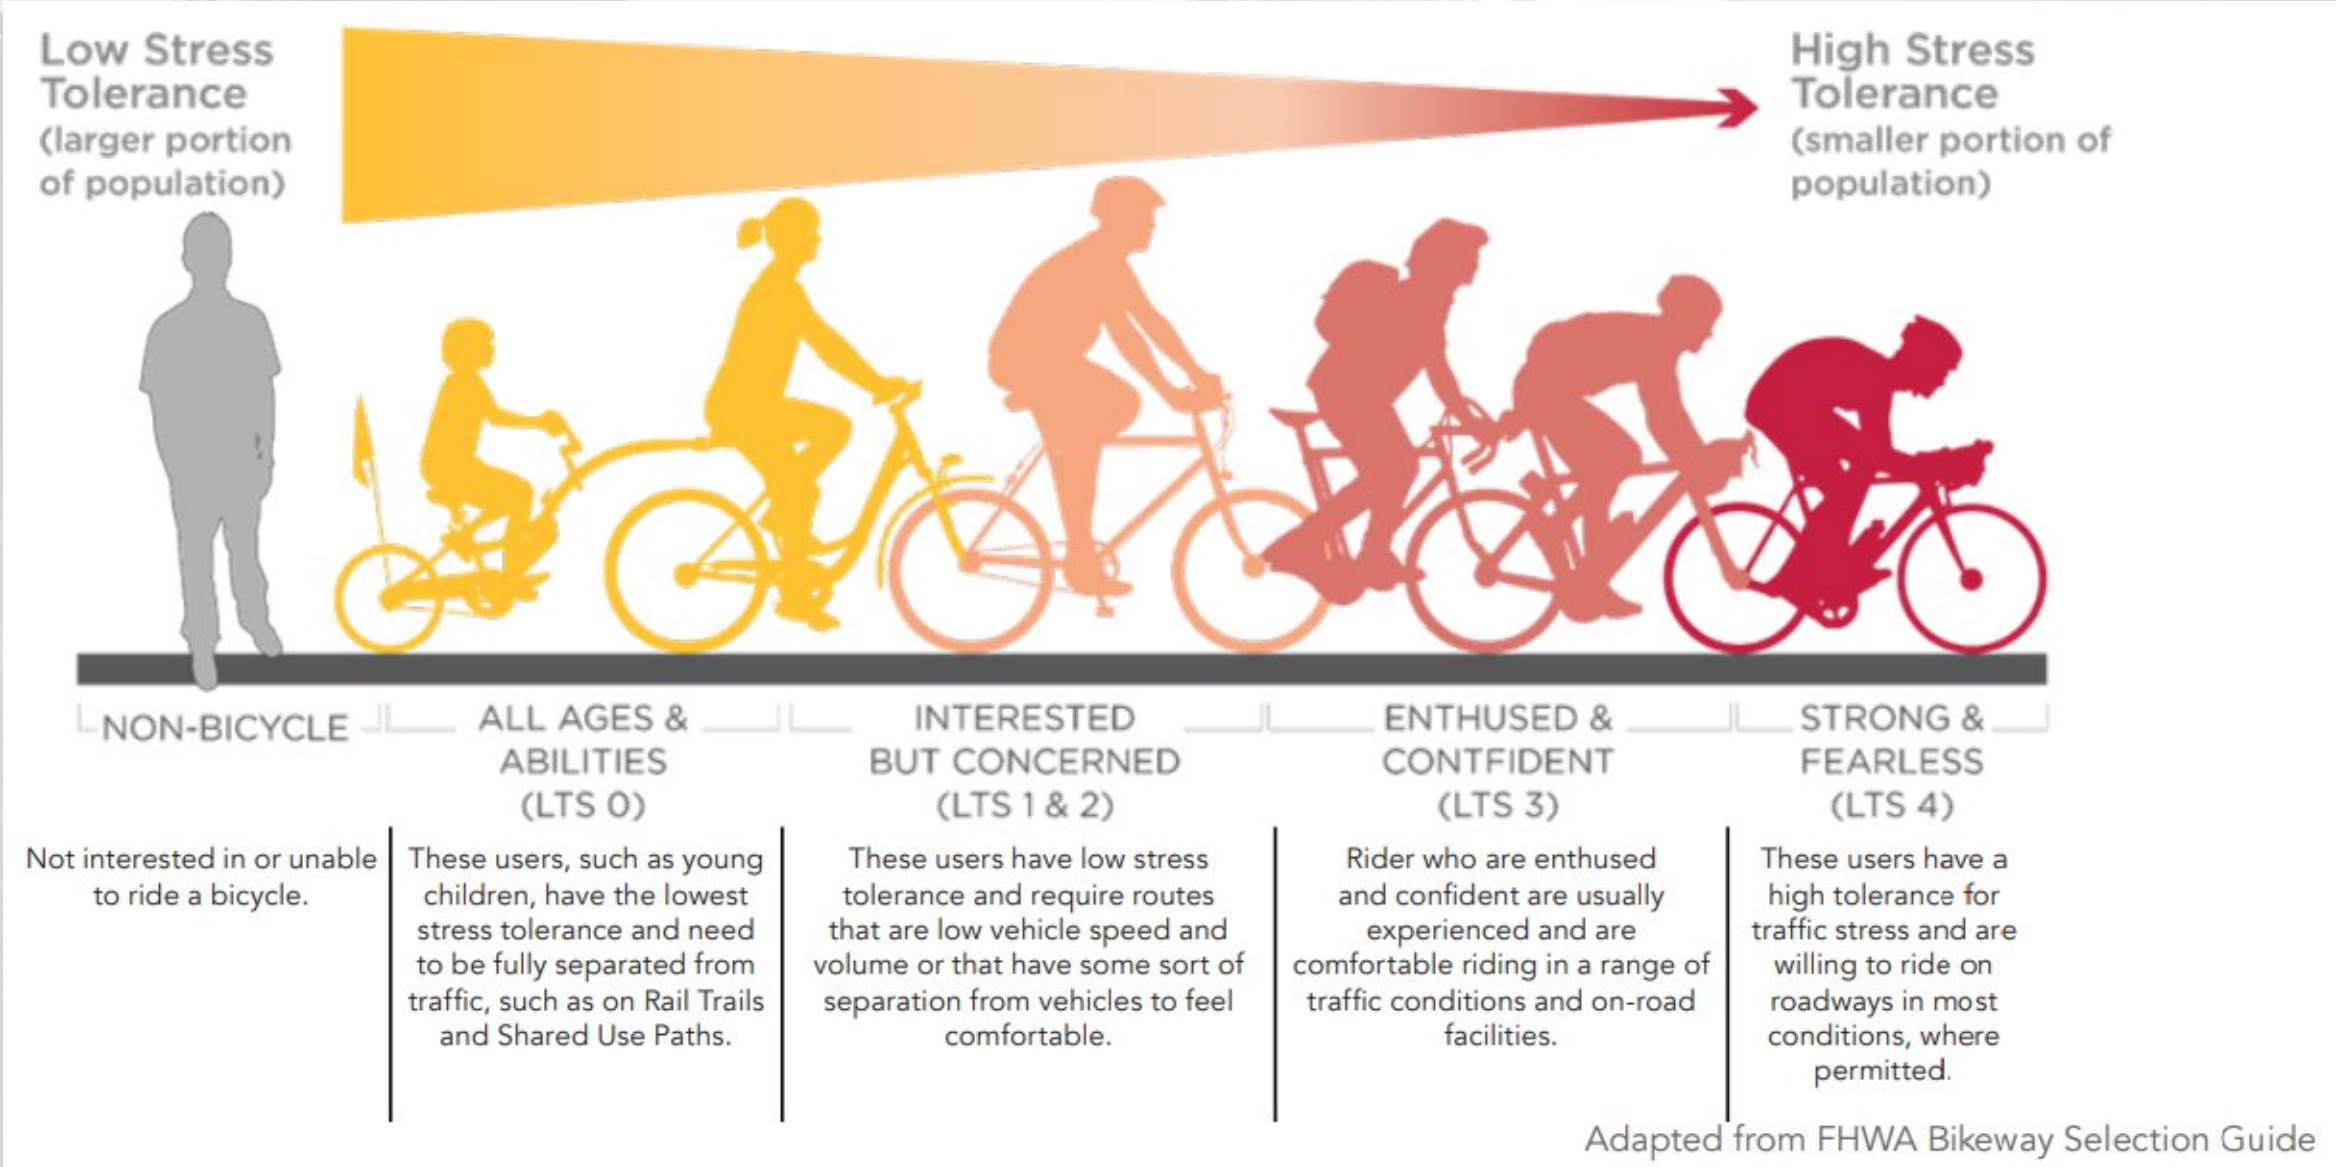 Low Stress
Tolerance
(larger portion
of population)
High Stress
Tolerance
(smaller portion of
population)
NON-BICYCLE
ALL AGES &
ABILITIES
(LTS 0)
INTERESTED
BUT CONCERNED
(LTS 1 & 2)
ENTHUSED &
CONTFIDENT
(LTS 3)
STRONG &
FEARLESS
(LTS 4)
Not interested in or unable
to ride a bicycle.
These users, such as young
children, have the lowest
stress tolerance and need
to be fully separated from
traffic, such as on Rail Trails
and Shared Use Paths.
These users have low stress
tolerance and require routes
that are low vehicle speed and
volume or that have some sort of
separation from vehicles to feel
comfortable.
Rider who are enthused
and confident are usually
experienced and are
comfortable riding in a range of
traffic conditions and on-road
facilities.
These users have a
high tolerance for
traffic stress and are
willing to ride on
roadways in most
conditions, where
permitted.
Adapted from FHWA Bikeway Selection Guide